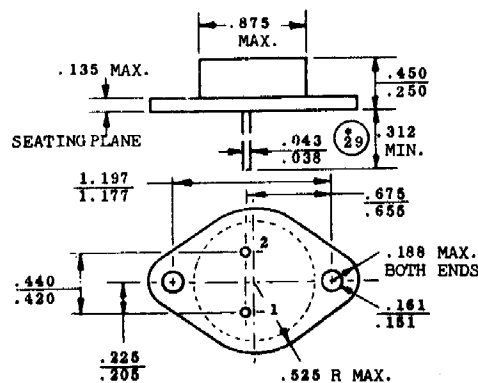 .875
MAX.
.135 MAX.
.450
.250
SEATING PLANE
.043
.038
*
29
.312
MIN.
1.197
1.177
.675
.655
2
.188 MAX.
BOTH ENDS
.440
.420
1
.161
.151
.225
.205
.525 R MAX.